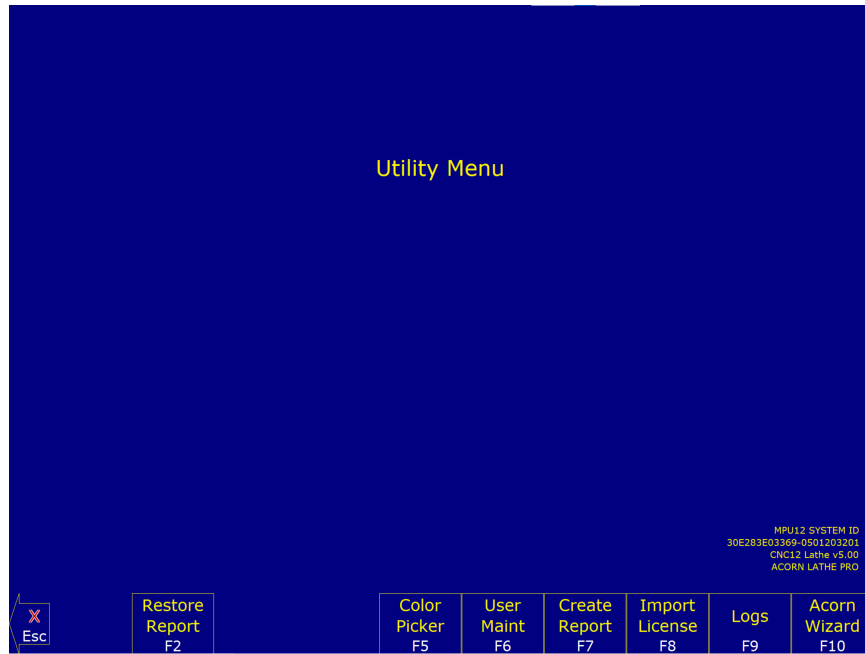 Utility Menu
MPU12 SYSTEM ID
30E283E03369-0501203201
CNC12 Lathe v5.00
ACORN LATHE PRO
X
Esc
Restore
Report
F2
Color
Picker
F5
User
Maint
F6
Create
Report
F7
Import
License
F8
Logs
F9
Acorn
Wizard
F10